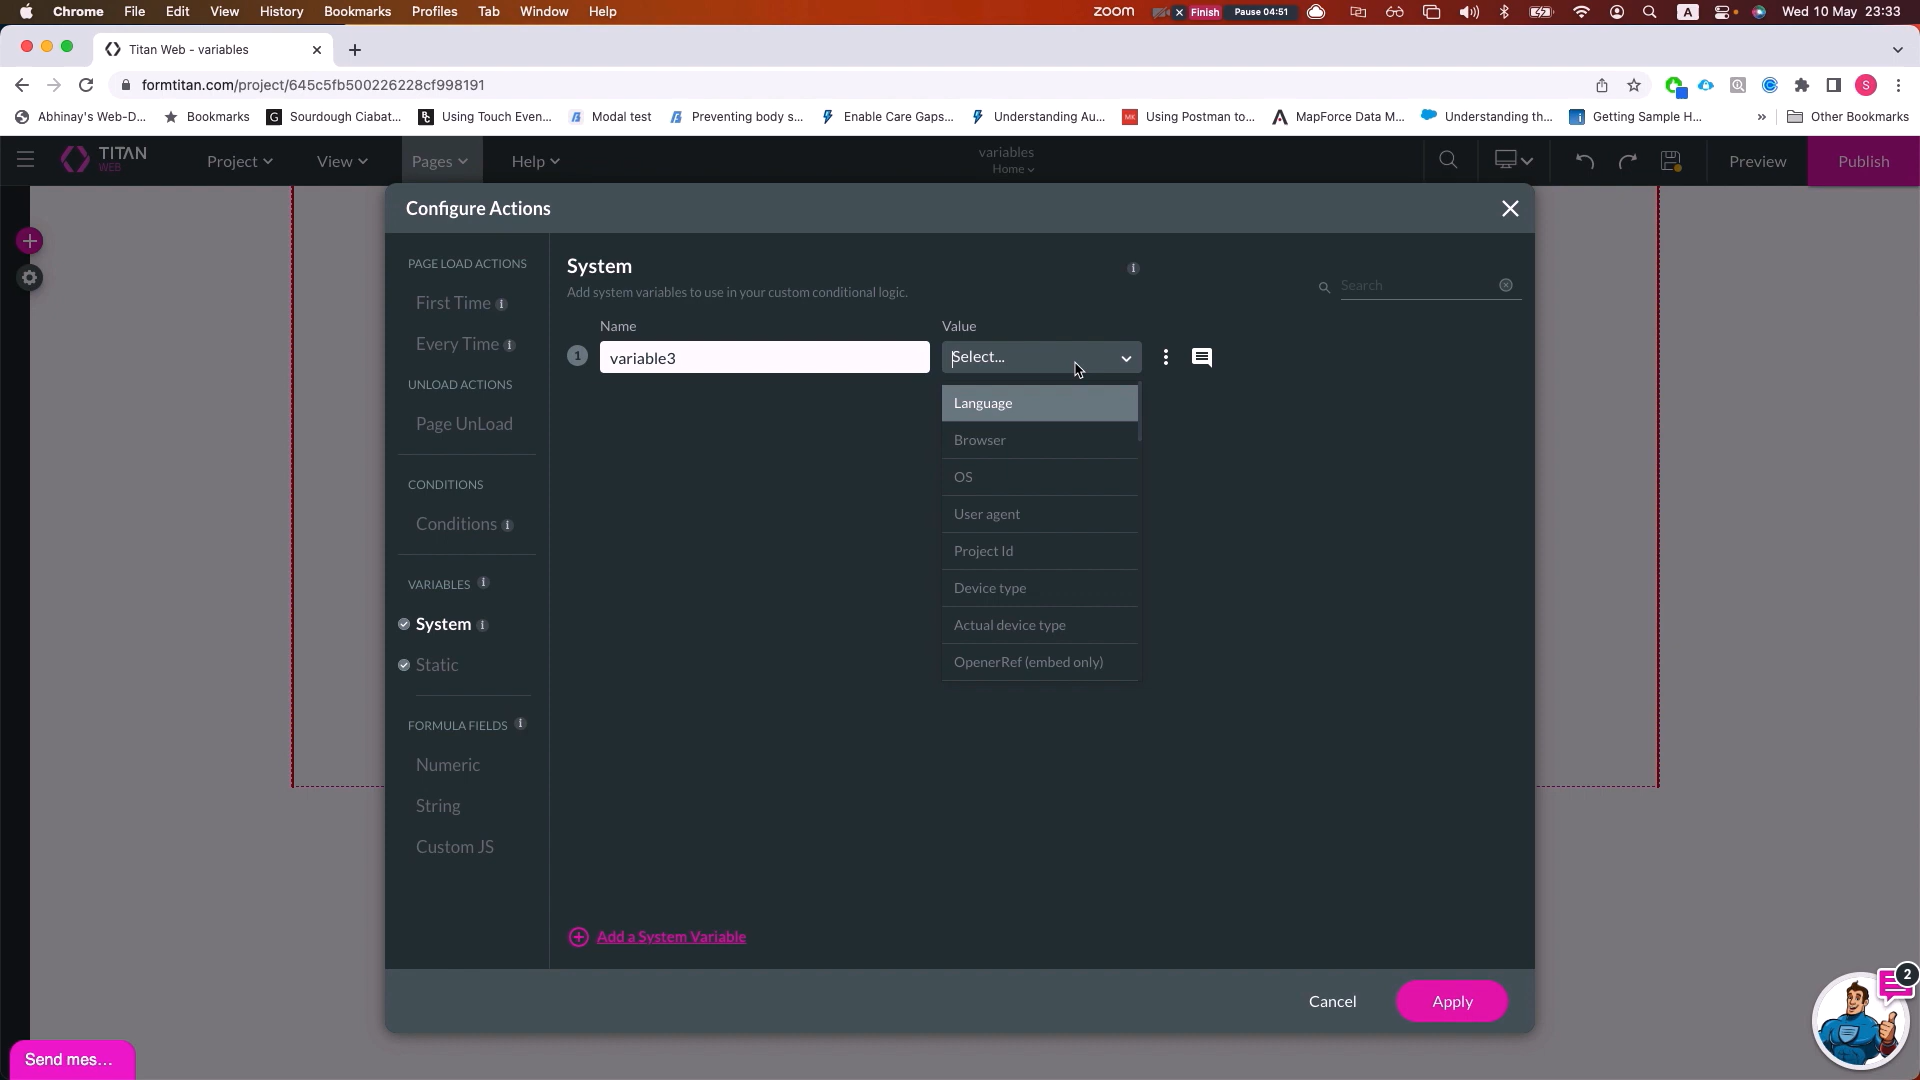 Chrome File Edit View History Bookmarks Profiles Tab Window Help zoom Finish Pause 04:51 A Wed 10 May 23:33
Titan Web - variables
formtitan.com/project/645c5fb500226228cf998191 S
Abhinay's Web-D... Bookmarks G Sourdough Ciabat... Using Touch Even... Modal test Preventing body s... Enable Care Gaps... Understanding Au... MK Using Postman to... MapForce Data M... Understanding th... Getting Sample H... » Other Bookmarks
TITAN
WEB
Project View Pages Help
variables
Home
Preview Publish
Configure Actions
PAGE LOAD ACTIONS
First Time
Every Time
UNLOAD ACTIONS
Page UnLoad
CONDITIONS
Conditions
VARIABLES
System
Static
FORMULA FIELDS
Numeric
String
Custom JS
System
Add system variables to use in your custom conditional logic.
Search
Name Value
1 variable3 Select...
Language
Browser
OS
User agent
Project Id
Device type
Actual device type
OpenerRef (embed only)
Add a System Variable
Cancel Apply
2
Send mes...